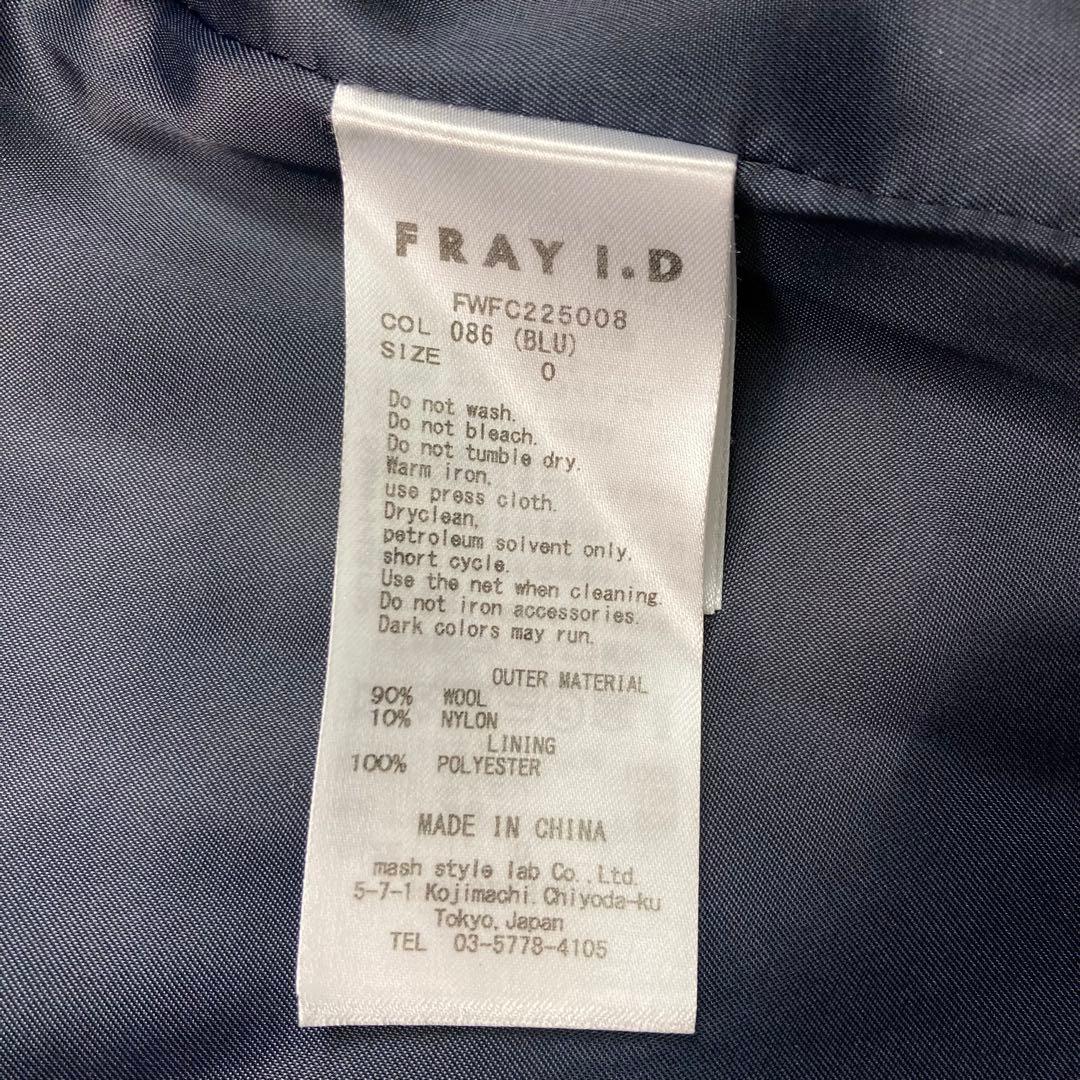 FRAY I.D
FWFC225008
COL 086 (BLU)
SIZE 0
Do not wash.
Do not bleach.
Do not tumble dry.
Warm iron,
use press cloth.
Dryclean,
petroleum solvent only.
short cycle.
Use the net when cleaning.
Do not iron accessories.
Dark colors may run.
OUTER MATERIAL
90% WOOL
10% NYLON
LINING
100% POLYESTER
MADE IN CHINA
mash style lab Co.,Ltd.
5-7-1 Kojimachi.Chiyoda-ku
Tokyo,Japan
TEL 03-5778-4105